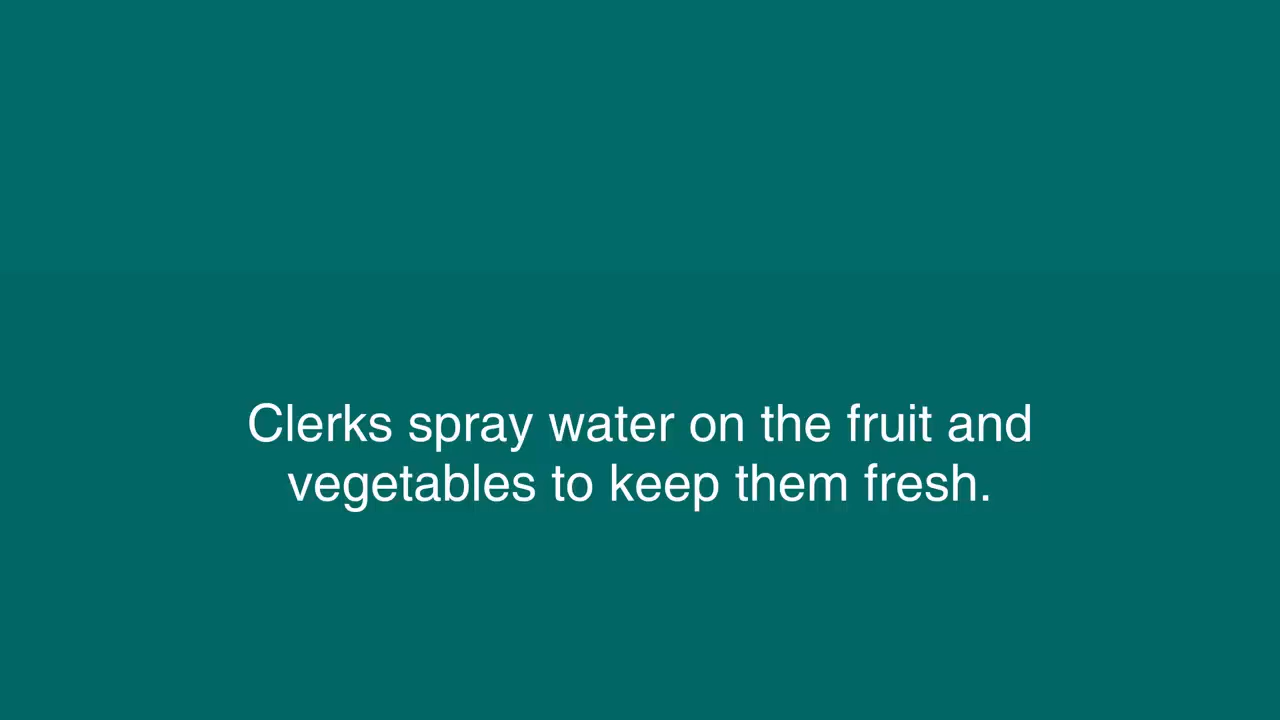 Clerks spray water on the fruit and
vegetables to keep them fresh.